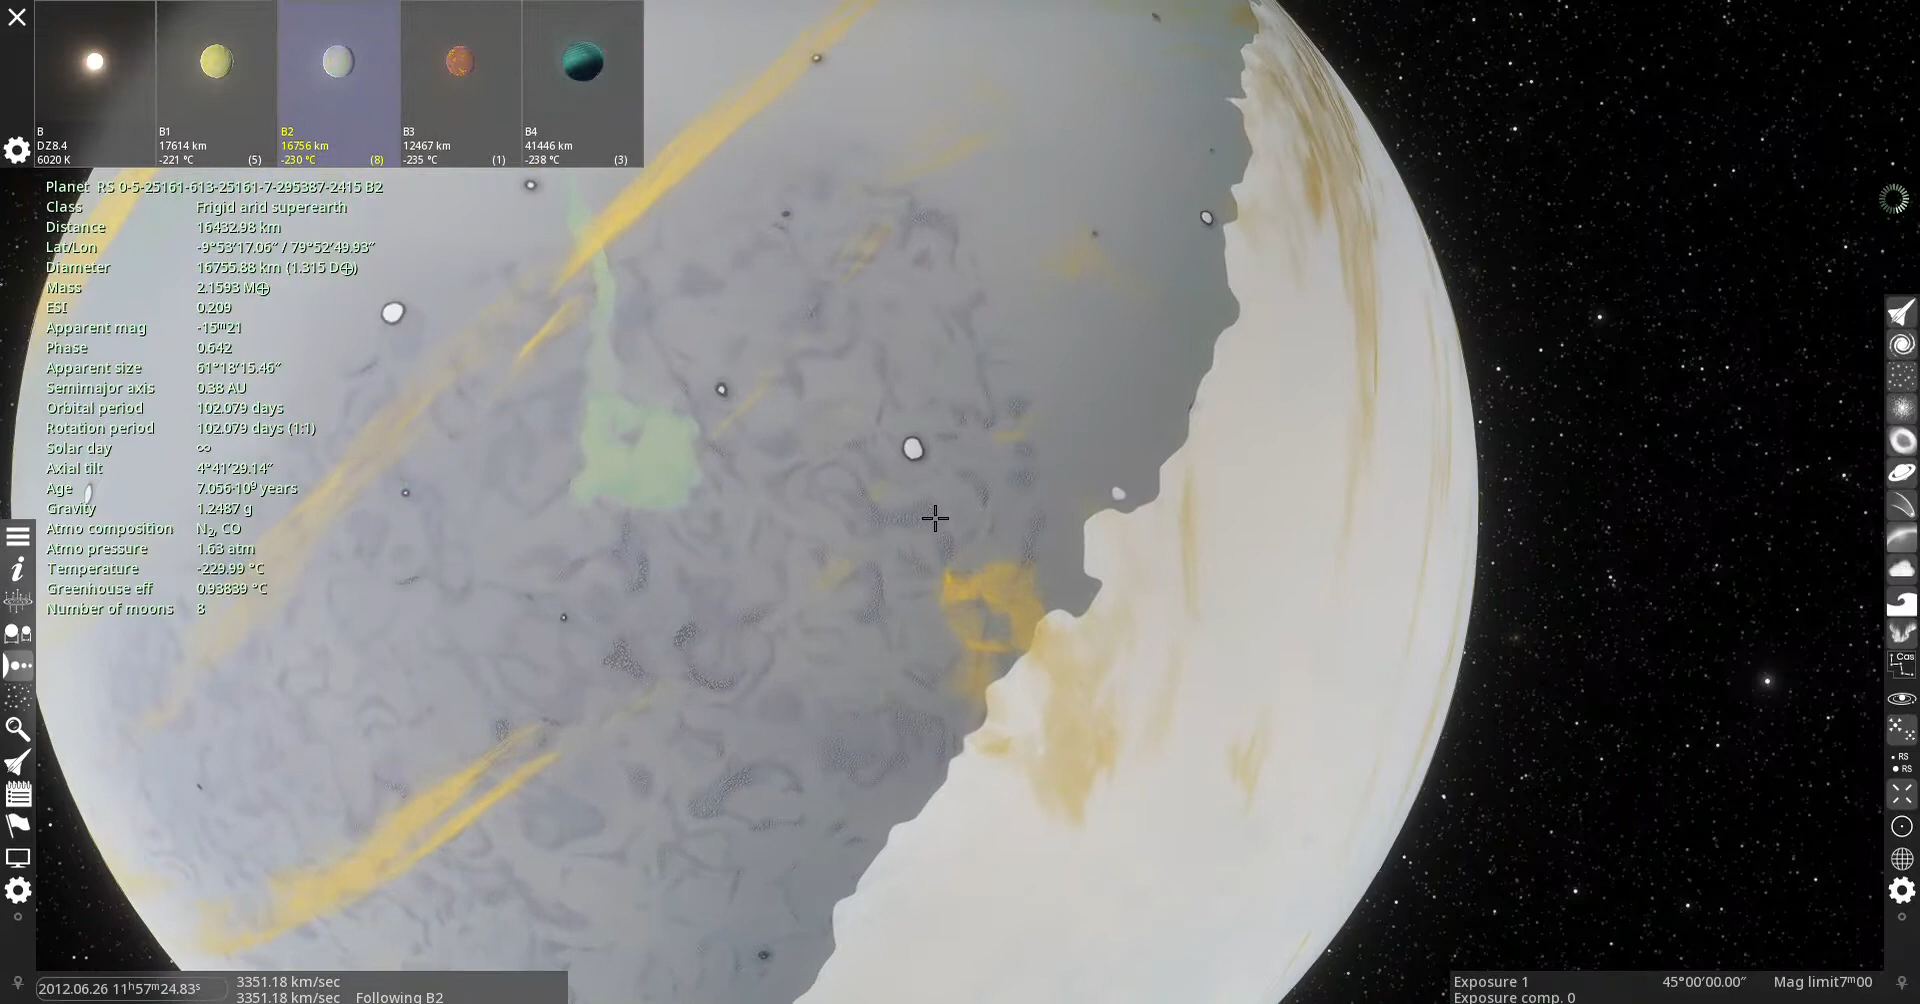 B
DZ8.4
6020 K
B1
17614 km
-221 °C (5)
B2
16756 km
-230 °C (8)
B3
12467 km
-235 °C (1)
B4
41446 km
-238 °C (3)
Planet RS 0-5-25161-613-25161-7-295387-2415 B2
Class Frigid arid superearth
Distance 16432.98 km
Lat/Lon -9°53′17.06″ / 79°52′49.93″
Diameter 16755.88 km (1.315 D⊕)
Mass 2.1593 M⊕
ESI 0.209
Apparent mag -15ᵐ21
Phase 0.642
Apparent size 61°18′15.46″
Semimajor axis 0.38 AU
Orbital period 102.079 days
Rotation period 102.079 days (1:1)
Solar day ∞
Axial tilt 4°41′29.14″
Age 7.056·10⁹ years
Gravity 1.2487 g
Atmo composition N₂, CO
Atmo pressure 1.63 atm
Temperature -229.99 °C
Greenhouse eff 0.93839 °C
Number of moons 8
Cas
RS
RS
2012.06.26 11ʰ57ᵐ24.83ˢ
3351.18 km/sec
3351.18 km/sec Following B2
Exposure 1 45°00′00.00″ Mag limit 7ᵐ00
Exposure comp. 0